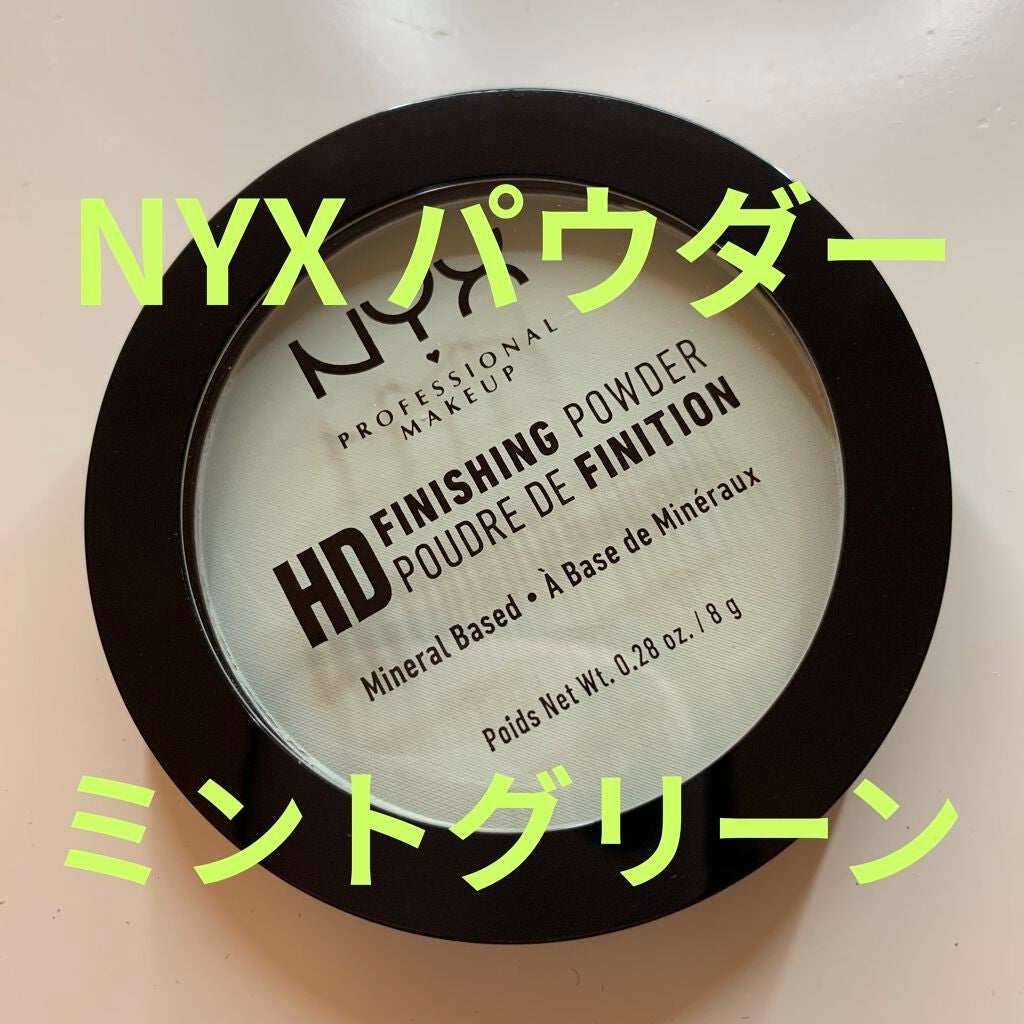 NYX パウダー
NYX
PROFESSIONAL
MAKEUP
HD FINISHING POWDER
POUDRE DE FINITION
Mineral Based • À Base de Minéraux
Poids Net Wt. 0.28 oz. / 8 g
ミントグリーン